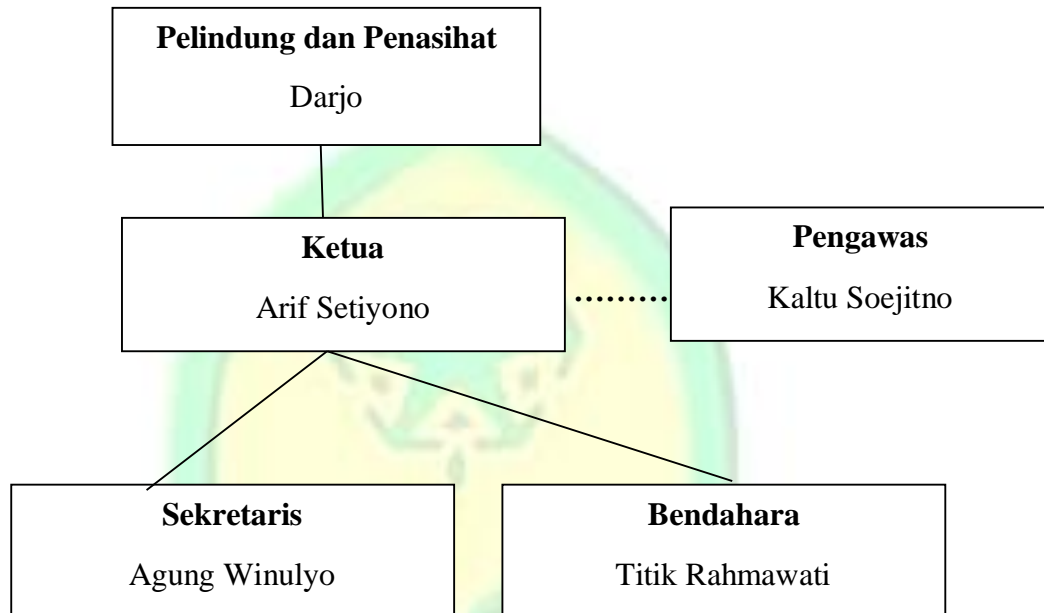 Pelindung dan Penasihat
Darjo
Ketua
Arif Setiyono
Pengawas
Kaltu Soejitno
Sekretaris
Agung Winulyo
Bendahara
Titik Rahmawati